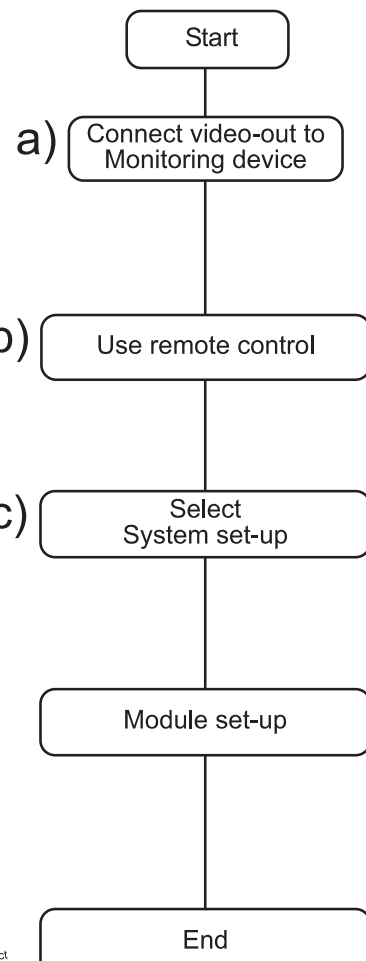 Start
a)
Connect video-out to
Monitoring device
b)
Use remote control
c)
Select
System set-up
Module set-up
End